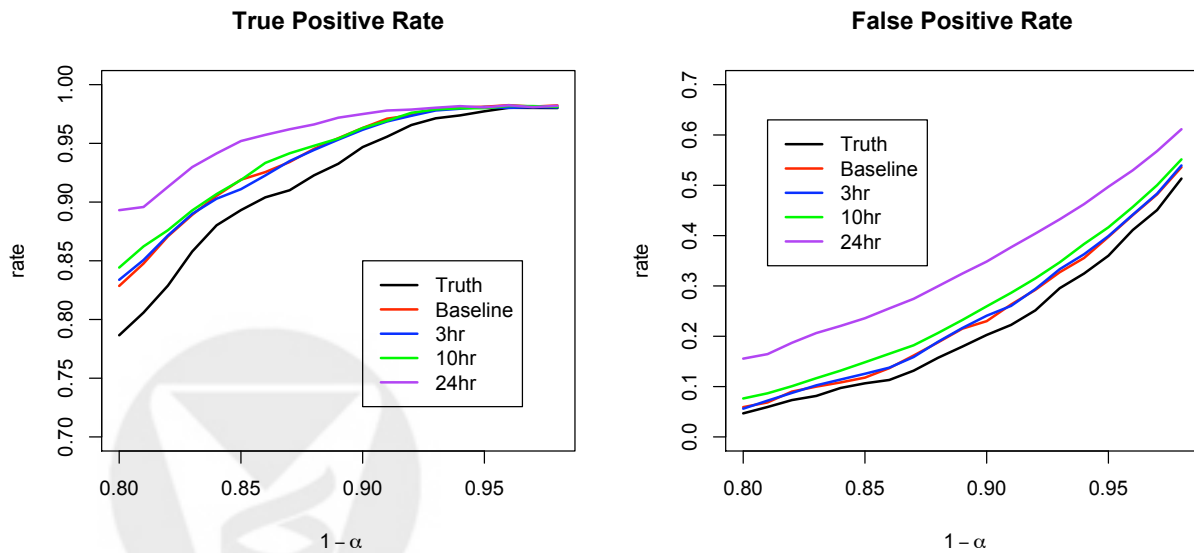 True Positive Rate
rate
1.00
0.95
0.90
0.85
0.80
0.75
0.70
Truth
Baseline
3hr
10hr
24hr
0.80 0.85 0.90 0.95
1 − α
False Positive Rate
rate
0.7
0.6
0.5
0.4
0.3
0.2
0.1
0.0
Truth
Baseline
3hr
10hr
24hr
0.80 0.85 0.90 0.95
1 − α